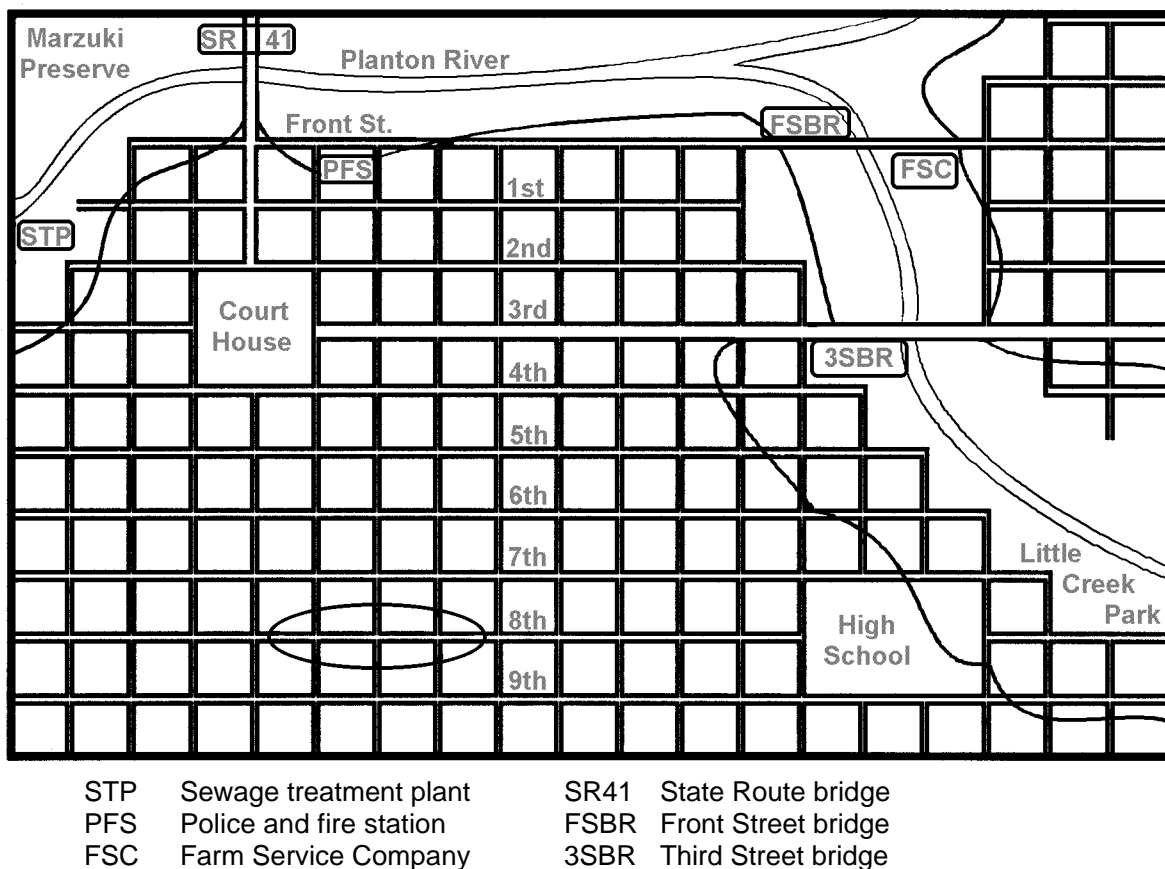 Marzuki
Preserve
SR 41
Planton River
Front St.
FSBR
PFS
FSC
1st
STP
2nd
Court
House
3rd
3SBR
4th
5th
6th
7th
Little
Creek
Park
8th
High
School
9th
STP Sewage treatment plant
SR41 State Route bridge
PFS Police and fire station
FSBR Front Street bridge
FSC Farm Service Company
3SBR Third Street bridge